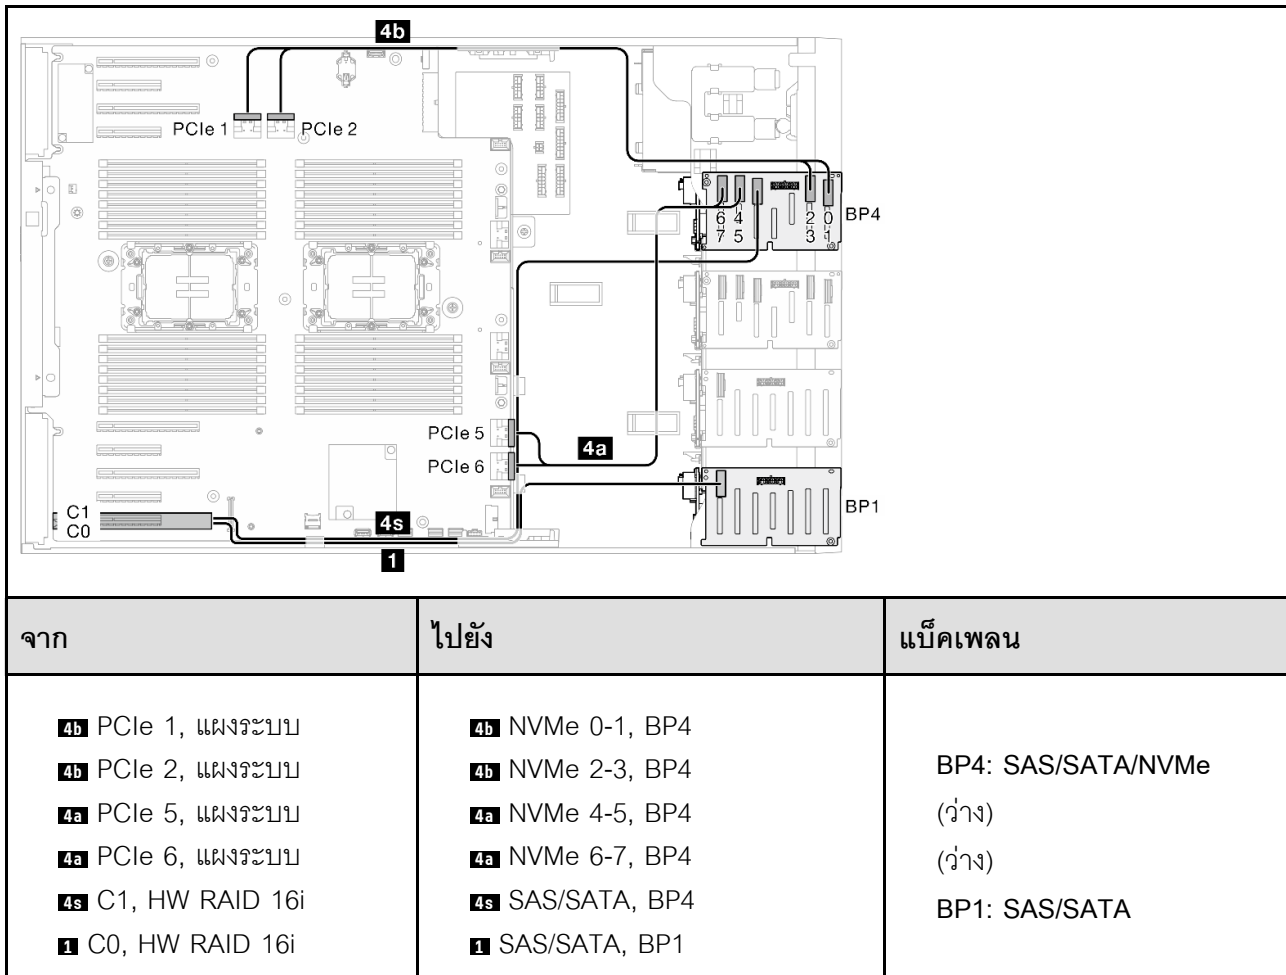 4b
PCIe 1
PCIe 2
6 4 2 0
7 5 3 1
BP4
PCIe 5
4a
PCIe 6
C1
C0
4s
1
BP1
จาก
ไปยัง
แบ็คเพลน
4b PCIe 1, แผงระบบ
4b PCIe 2, แผงระบบ
4a PCIe 5, แผงระบบ
4a PCIe 6, แผงระบบ
4s C1, HW RAID 16i
1 C0, HW RAID 16i
4b NVMe 0-1, BP4
4b NVMe 2-3, BP4
4a NVMe 4-5, BP4
4a NVMe 6-7, BP4
4s SAS/SATA, BP4
1 SAS/SATA, BP1
BP4: SAS/SATA/NVMe
(ว่าง)
(ว่าง)
BP1: SAS/SATA